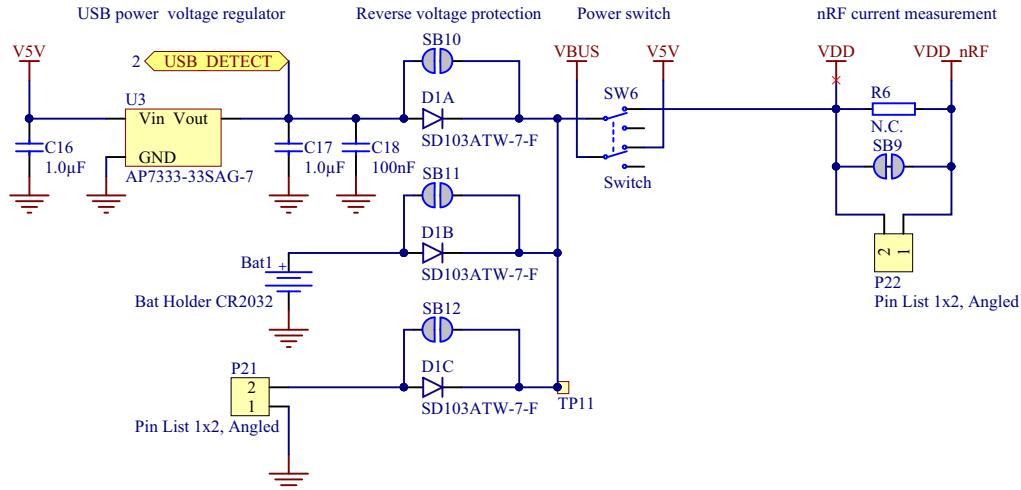 USB power voltage regulator
Reverse voltage protection
Power switch
nRF current measurement
V5V
2
USB_DETECT
SB10
VBUS
V5V
VDD
VDD_nRF
U3
Vin Vout
GND
AP7333-33SAG-7
D1A
SD103ATW-7-F
SW6
Switch
R6
N.C.
SB9
C16
1.0µF
C17
1.0µF
C18
100nF
SB11
D1B
SD103ATW-7-F
Bat1
+
Bat Holder CR2032
2
1
P22
Pin List 1x2, Angled
SB12
D1C
SD103ATW-7-F
TP11
P21
2
1
Pin List 1x2, Angled